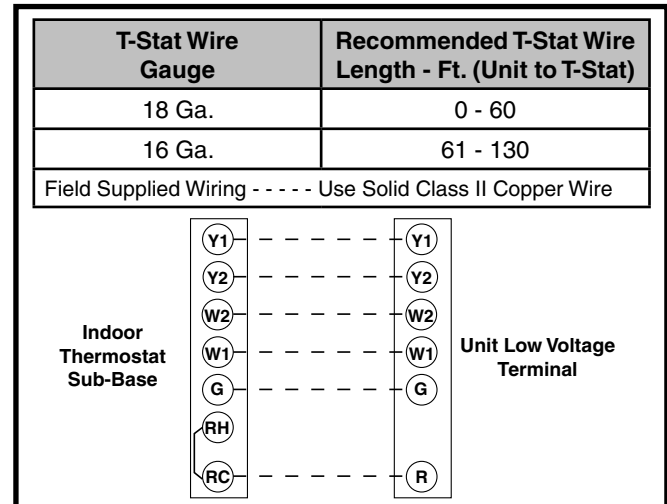 T-Stat Wire Gauge
Recommended T-Stat Wire Length - Ft. (Unit to T-Stat)
18 Ga.
0 - 60
16 Ga.
61 - 130
Field Supplied Wiring - - - - - Use Solid Class II Copper Wire
Indoor
Thermostat
Sub-Base
Y1
Y2
W2
W1
G
RH
RC
Y1
Y2
W2
W1
G
R
Unit Low Voltage
Terminal